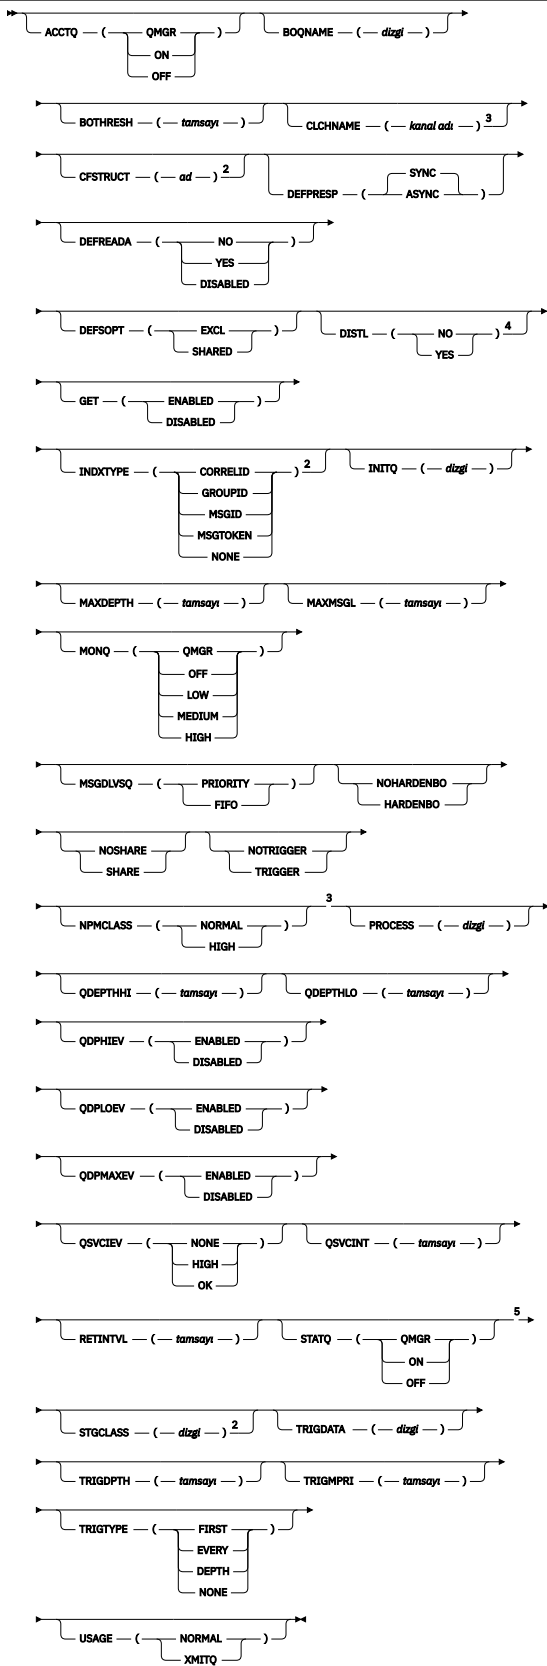 ACCTQ ( QMGR ) BOQNAME ( dizgi )
ON
OFF
BOTHRESH ( tamsayı ) CLCHNAME ( kanal adı ) 3
CFSTRUCT ( ad ) 2 SYNC
DEFPRESP ( ASYNC )
DEFREADA ( NO )
YES
DISABLED
DEFSOPT ( EXCL ) DISTL ( NO ) 4
SHARED YES
GET ( ENABLED )
DISABLED
INDXTYPE ( CORRELID ) 2 INITQ ( dizgi )
GROUPID
MSGID
MSGTOKEN
NONE
MAXDEPTH ( tamsayı ) MAXMSGL ( tamsayı )
MONQ ( QMGR )
OFF
LOW
MEDIUM
HIGH
MSGDLVSQ ( PRIORITY ) NOHARDENBO
FIFO HARDENBO
NOSHARE NOTRIGGER
SHARE TRIGGER
NPMCLASS ( NORMAL ) 3 PROCESS ( dizgi )
HIGH
QDEPTHHI ( tamsayı ) QDEPTHLO ( tamsayı )
QDPHIEV ( ENABLED )
DISABLED
QDPLOEV ( ENABLED )
DISABLED
QDPMAXEV ( ENABLED )
DISABLED
QSVCIEV ( NONE ) QSVCINT ( tamsayı )
HIGH
OK
RETINTVL ( tamsayı ) STATQ ( QMGR ) 5
ON
OFF
STGCLASS ( dizgi ) 2 TRIGDATA ( dizgi )
TRIGDPTH ( tamsayı ) TRIGMPRI ( tamsayı )
TRIGTYPE ( FIRST )
EVERY
DEPTH
NONE
USAGE ( NORMAL )
XMITQ